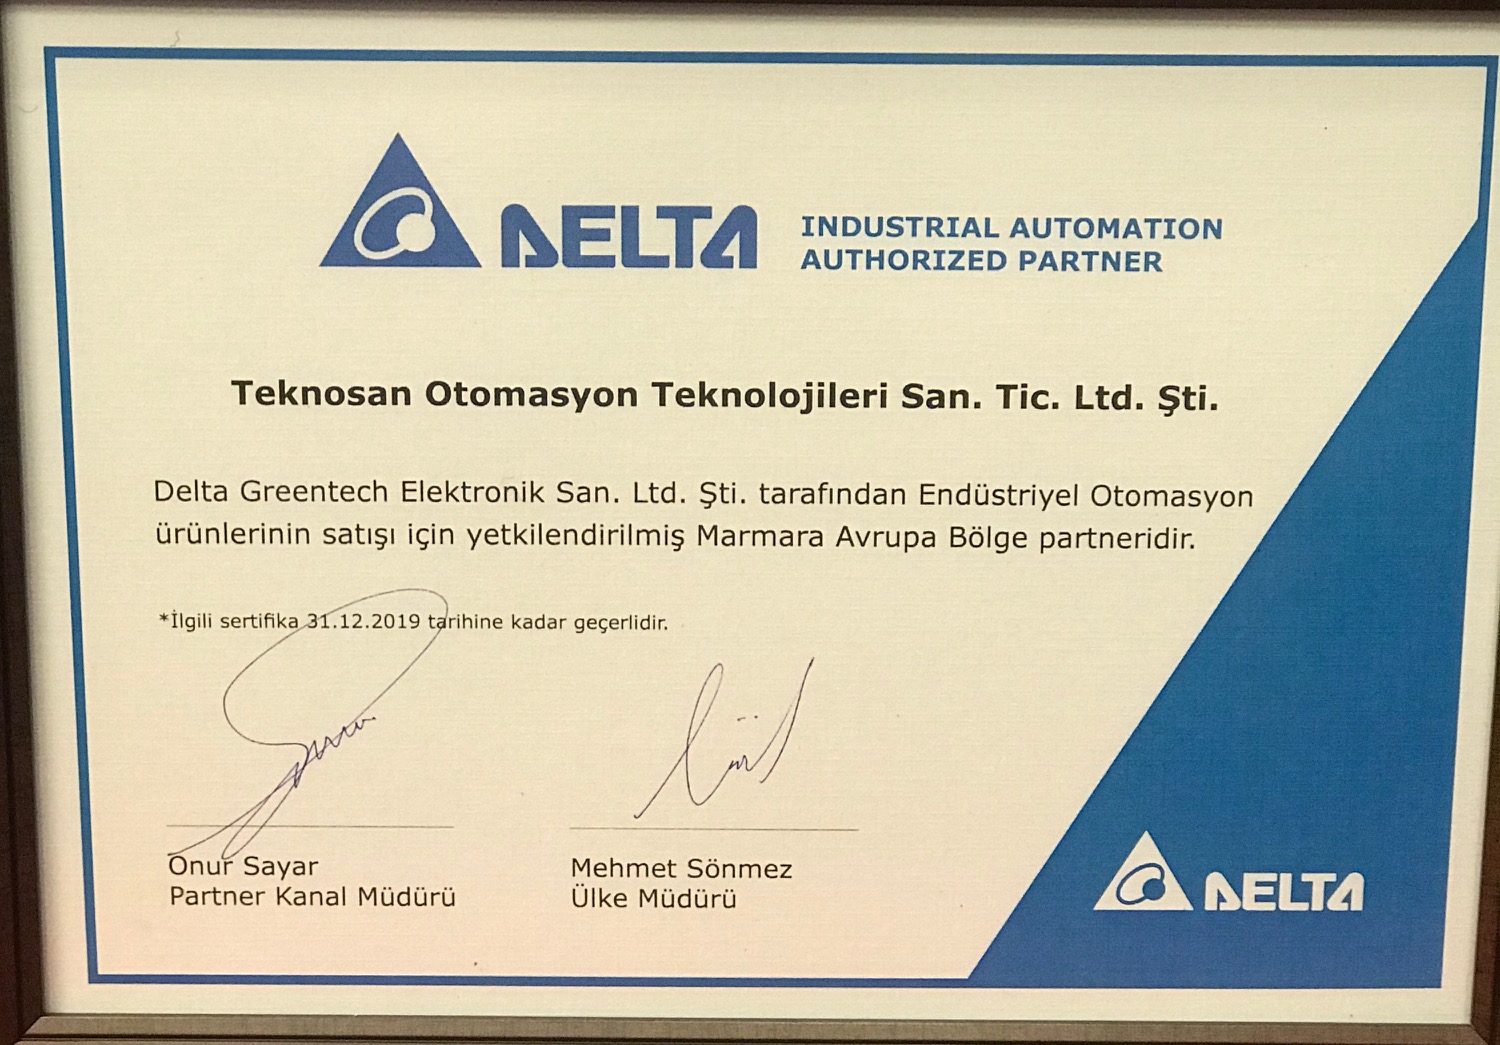 DELTA
INDUSTRIAL AUTOMATION
AUTHORIZED PARTNER
Teknosan Otomasyon Teknolojileri San. Tic. Ltd. Şti.
Delta Greentech Elektronik San. Ltd. Şti. tarafından Endüstriyel Otomasyon
ürünlerinin satışı için yetkilendirilmiş Marmara Avrupa Bölge partneridir.
*İlgili sertifika 31.12.2019 tarihine kadar geçerlidir.
Onur Sayar
Partner Kanal Müdürü
Mehmet Sönmez
Ülke Müdürü
DELTA